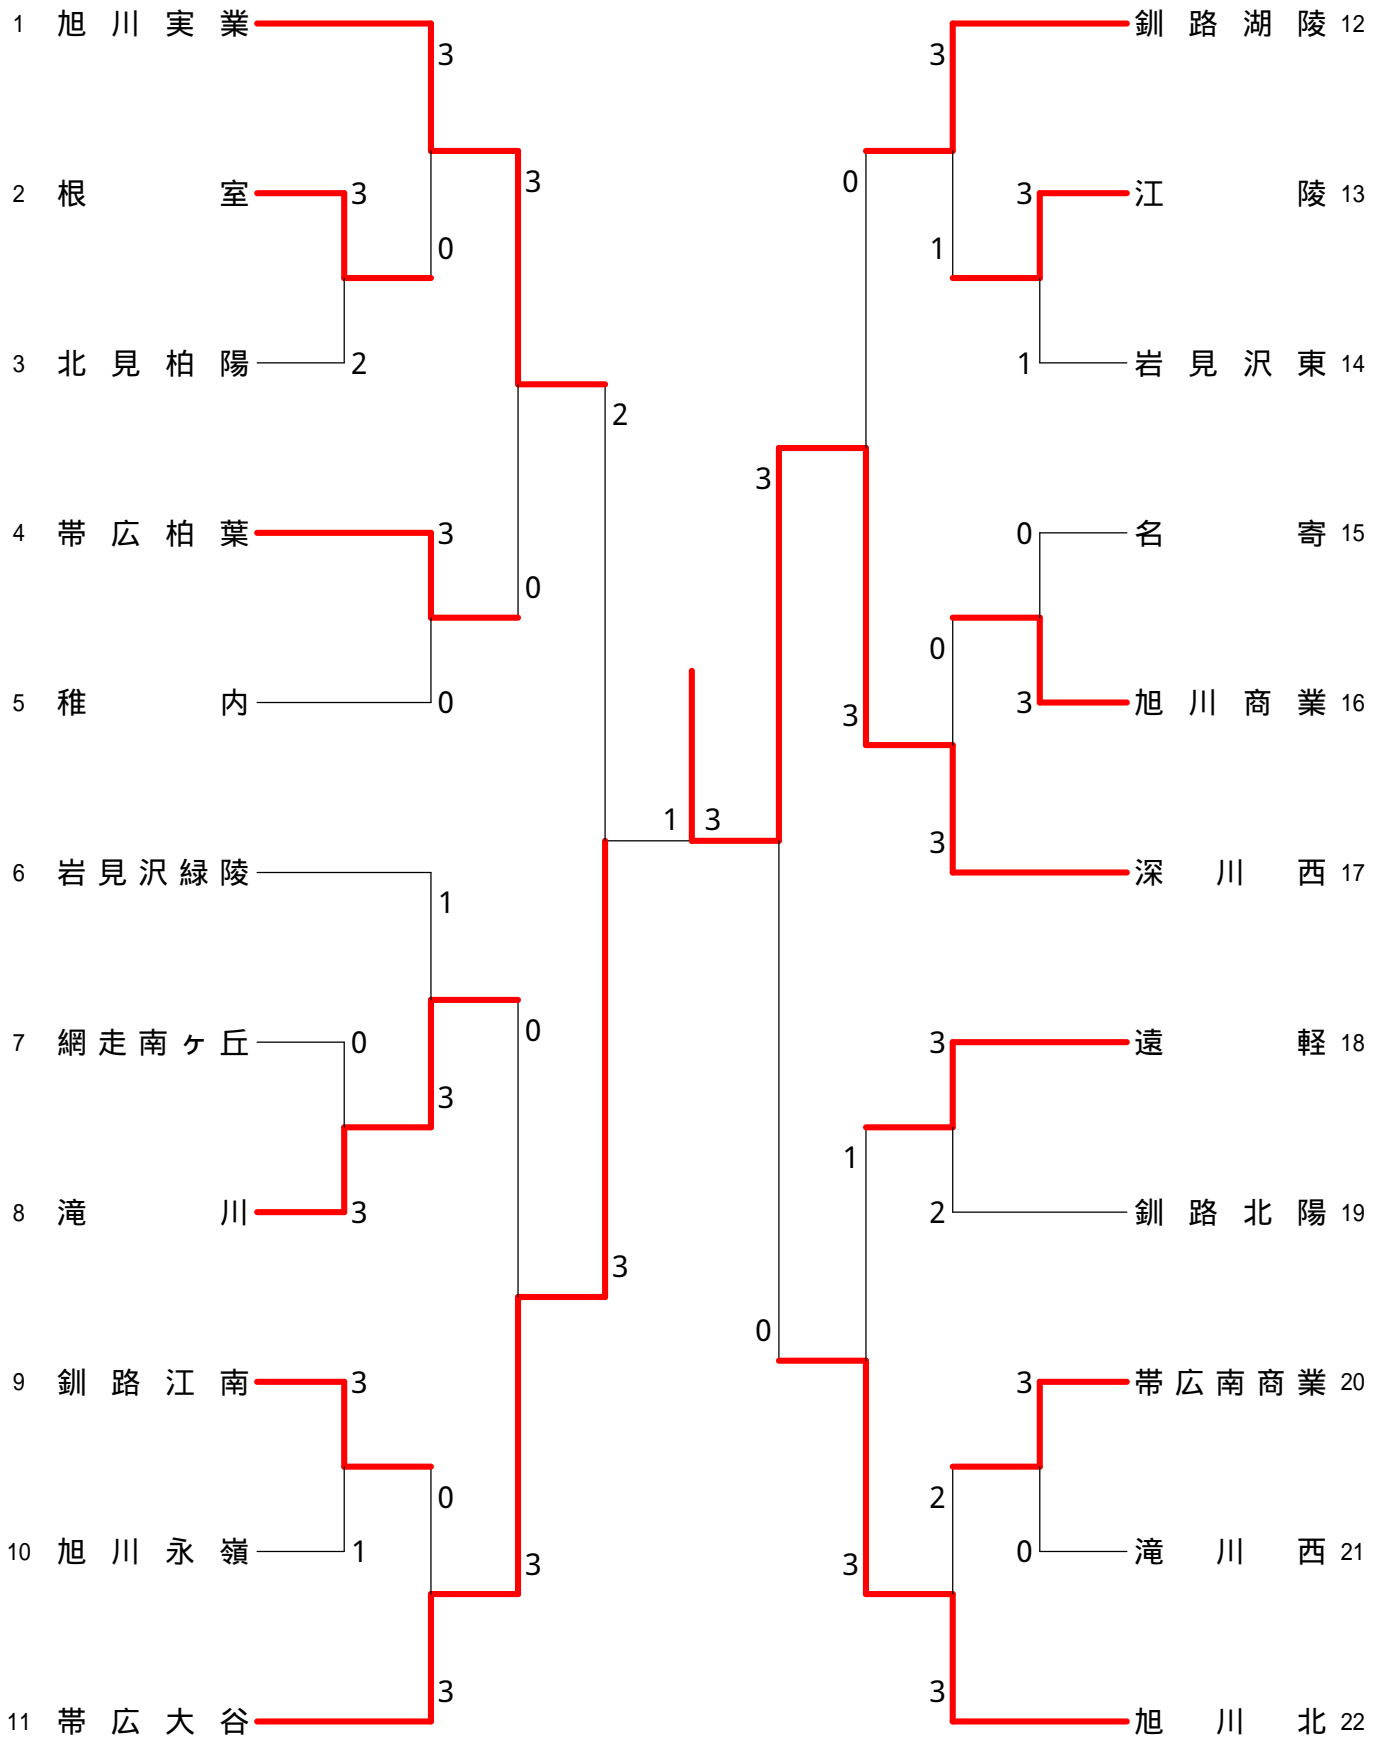 1 旭川実業
3
2 根室
3
3
0
3 北見柏陽
2
2
4 帯広柏葉
3
0
5 稚内
0
1 3
6 岩見沢緑陵
1
7 網走南ヶ丘
0
0
3
8 滝川
3
3
9 釧路江南
3
0
10 旭川永嶺
1
3
11 帯広大谷
3
釧路湖陵 12
3
0
江陵 13
3
1
岩見沢東 14
1
3
名寄 15
0
0
旭川商業 16
3
3
深川西 17
3
遠軽 18
3
1
釧路北陽 19
2
0
帯広南商業 20
3
2
滝川西 21
0
3
旭川北 22
3